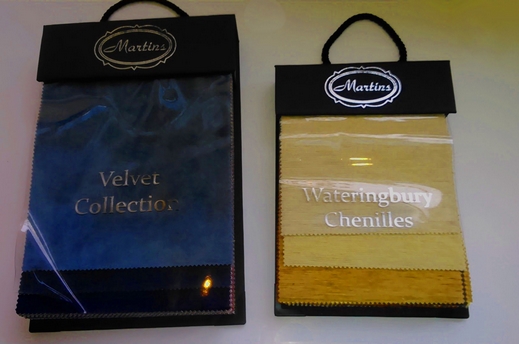 Martins
Velvet
Collection
Martins
Wateringbury
Chenilles